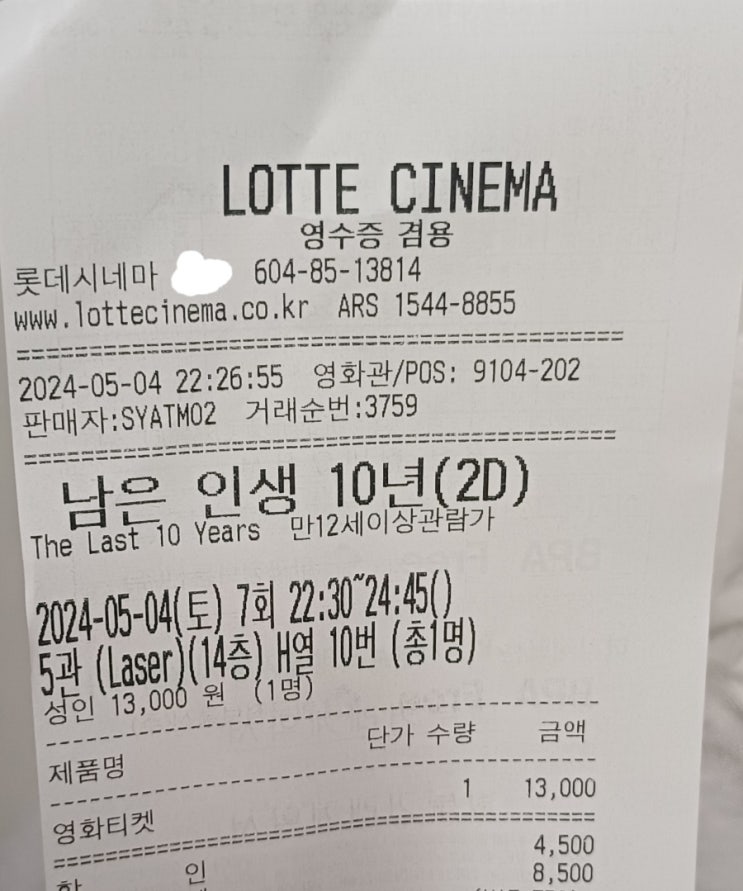 LOTTE CINEMA
영수증 겸용
롯데시네마 604-85-13814
www.lottecinema.co.kr ARS 1544-8855
2024-05-04 22:26:55 영화관/POS: 9104-202
판매자:SYATM02 거래순번:3759
남은 인생 10년(2D)
The Last 10 Years 만12세이상관람가
2024-05-04(토) 7회 22:30~24:45()
5관 (Laser)(14층) H열 10번 (총1명)
성인 13,000 원 (1명)
제품명 단가 수량 금액
영화티켓 1 13,000
할 인 4,500
8,500